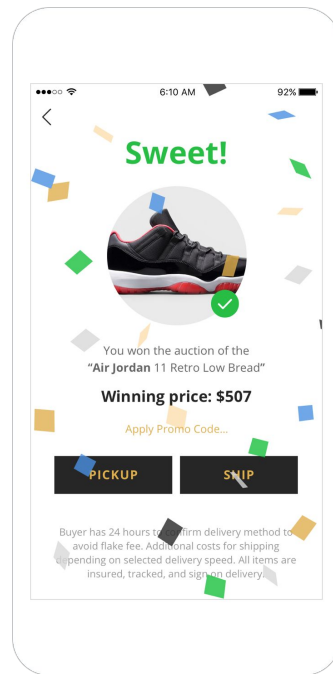 6:10 AM
92%
Sweet!
You won the auction of the
“Air Jordan 11 Retro Low Bread”
Winning price: $507
Apply Promo Code...
PICKUP
SHIP
Buyer has 24 hours to confirm delivery method to
avoid flake fee. Additional costs for shipping
depending on selected delivery speed. All items are
insured, tracked, and sign on delivery.